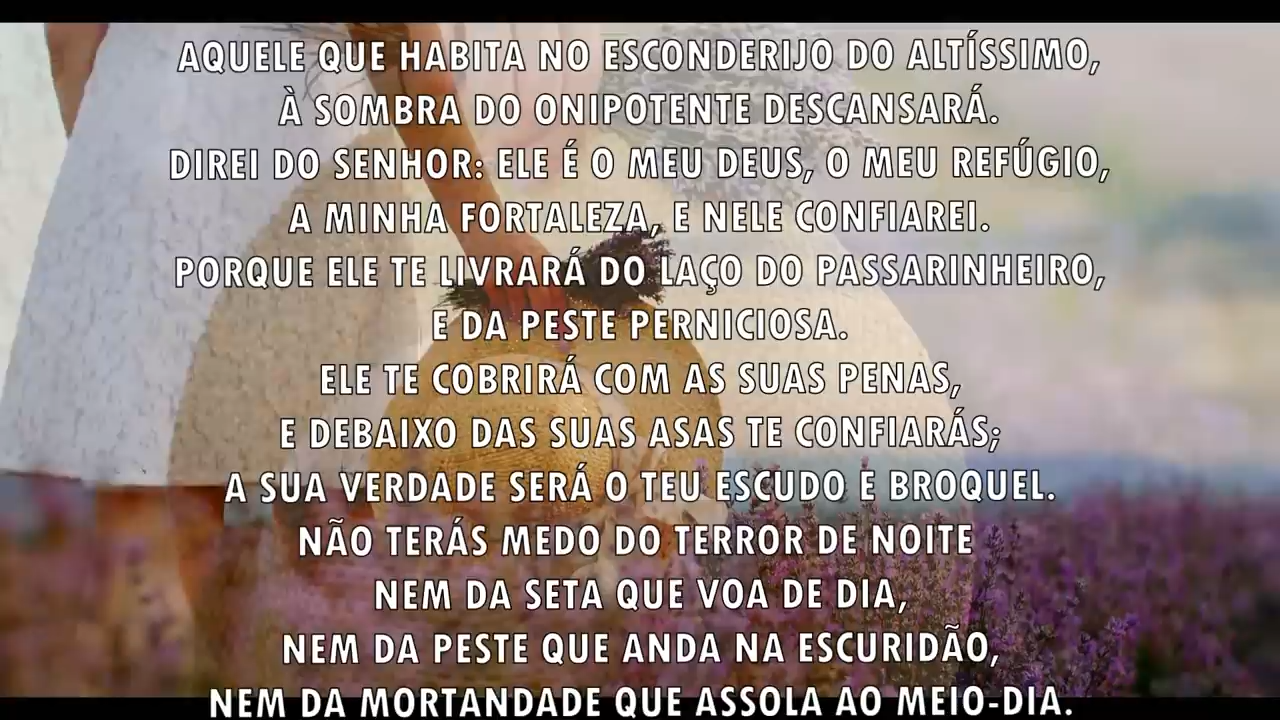 AQUELE QUE HABITA NO ESCONDERIJO DO ALTÍSSIMO,
À SOMBRA DO ONIPOTENTE DESCANSARÁ.
DIREI DO SENHOR: ELE É O MEU DEUS, O MEU REFÚGIO,
A MINHA FORTALEZA, E NELE CONFIAREI.
PORQUE ELE TE LIVRARÁ DO LAÇO DO PASSARINHEIRO,
E DA PESTE PERNICIOSA.
ELE TE COBRIRÁ COM AS SUAS PENAS,
E DEBAIXO DAS SUAS ASAS TE CONFIARÁS;
A SUA VERDADE SERÁ O TEU ESCUDO E BROQUEL.
NÃO TERÁS MEDO DO TERROR DE NOITE
NEM DA SETA QUE VOA DE DIA,
NEM DA PESTE QUE ANDA NA ESCURIDÃO,
NEM DA MORTANDADE QUE ASSOLA AO MEIO-DIA.